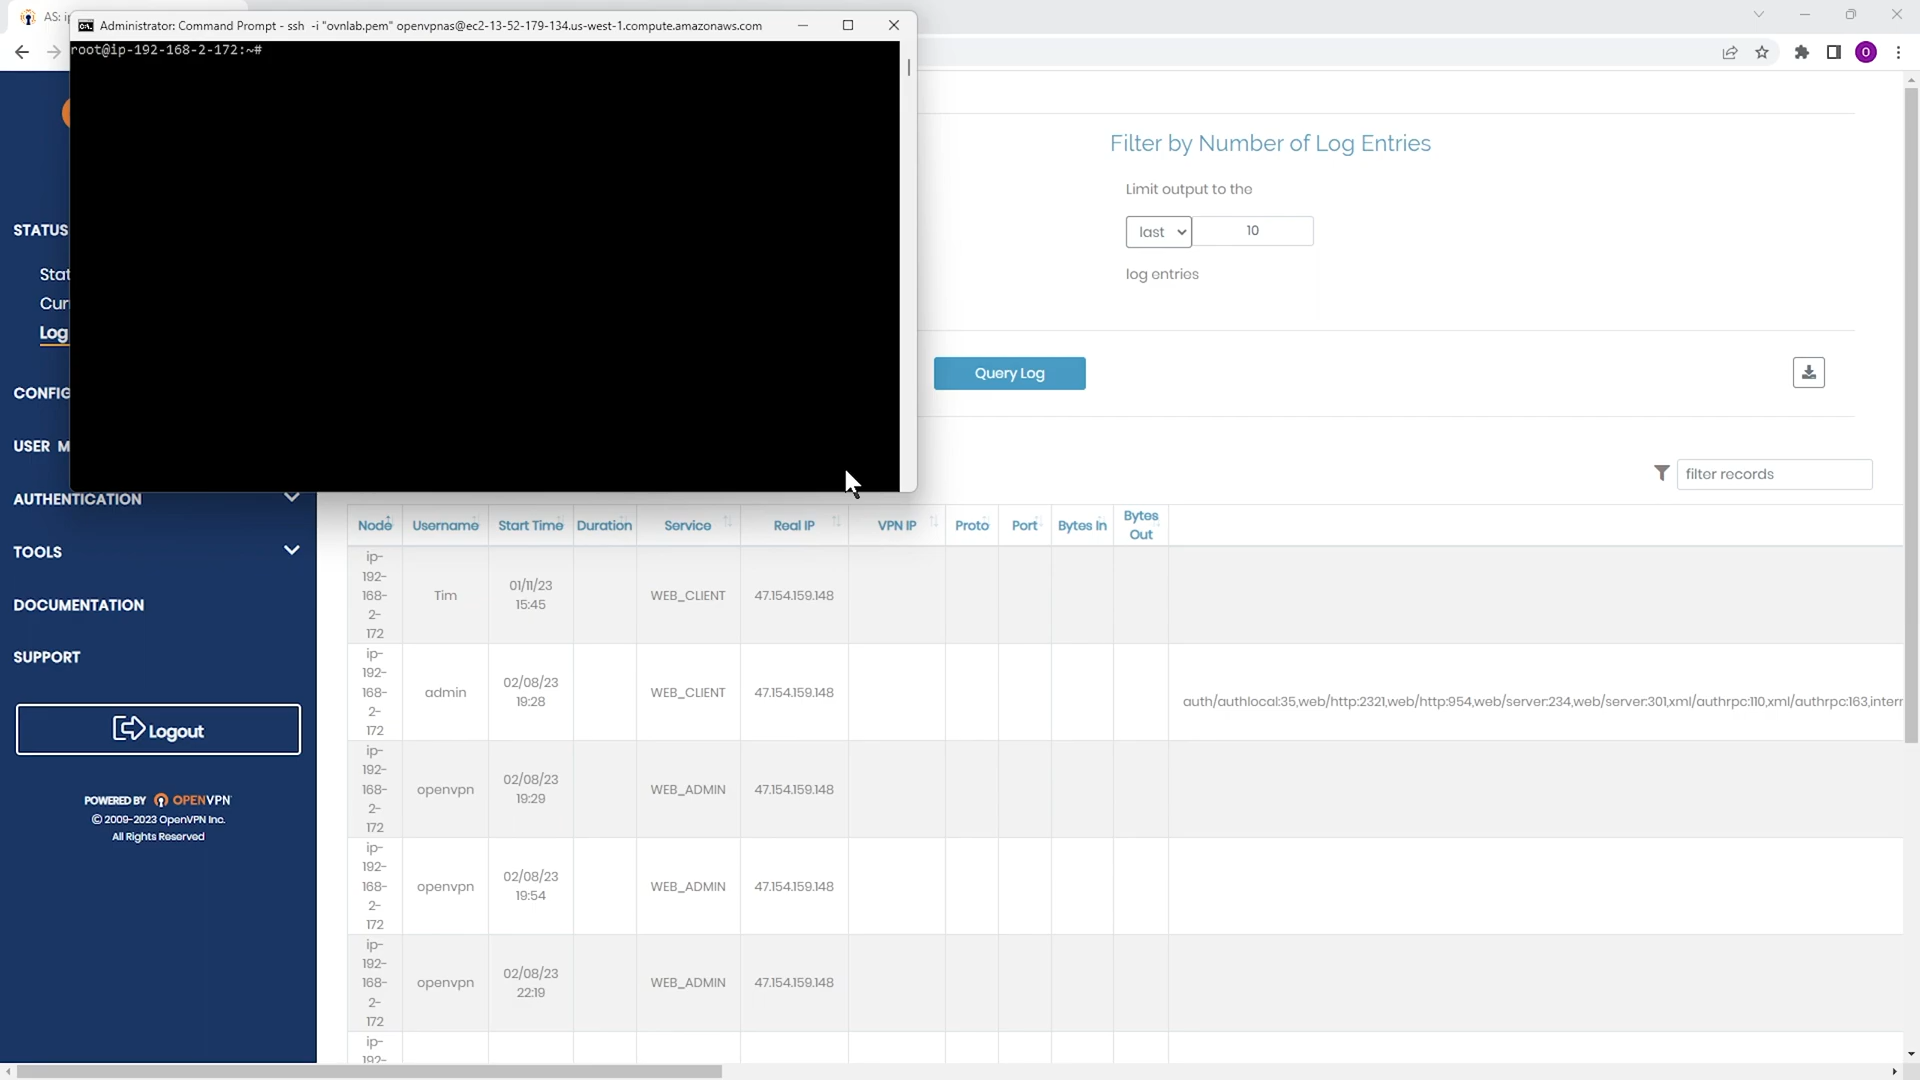 AS: ip
Administrator: Command Prompt - ssh -i "ovnlab.pem" openvpnas@ec2-13-52-179-134.us-west-1.compute.amazonaws.com
root@ip-192-168-2-172:~#
O
STATUS
Stat
Curr
Log
CONFIG
USER M
AUTHENTICATION
TOOLS
DOCUMENTATION
SUPPORT
Logout
POWERED BY OPENVPN
© 2009-2023 OpenVPN Inc.
All Rights Reserved
Filter by Number of Log Entries
Limit output to the
last 10
log entries
Query Log
filter records
Node Username Start Time Duration Service Real IP VPN IP Proto Port Bytes In Bytes Out
ip-192-168-2-172 Tim 01/11/23 15:45 WEB_CLIENT 47.154.159.148
ip-192-168-2-172 admin 02/08/23 19:28 WEB_CLIENT 47.154.159.148 auth/authlocal:35,web/http:2321,web/http:954,web/server:234,web/server:301,xml/authrpc:110,xml/authrpc:163,interr
ip-192-168-2-172 openvpn 02/08/23 19:29 WEB_ADMIN 47.154.159.148
ip-192-168-2-172 openvpn 02/08/23 19:54 WEB_ADMIN 47.154.159.148
ip-192-168-2-172 openvpn 02/08/23 22:19 WEB_ADMIN 47.154.159.148
ip-192-